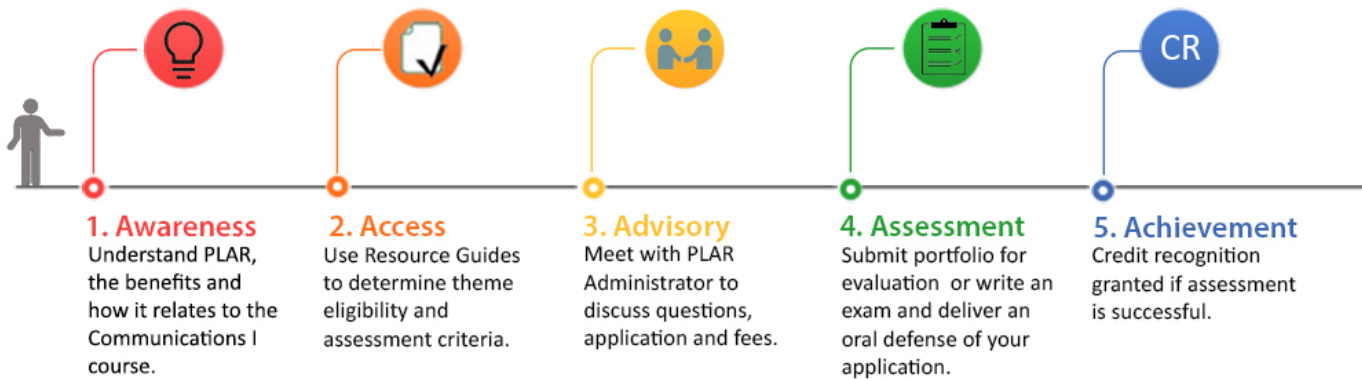 CR
1. Awareness
Understand PLAR,
the benefits and
how it relates to the
Communications I
course.
2. Access
Use Resource Guides
to determine theme
eligibility and
assessment criteria.
3. Advisory
Meet with PLAR
Administrator to
discuss questions,
application and fees.
4. Assessment
Submit portfolio for
evaluation or write an
exam and deliver an
oral defense of your
application.
5. Achievement
Credit recognition
granted if assessment
is successful.